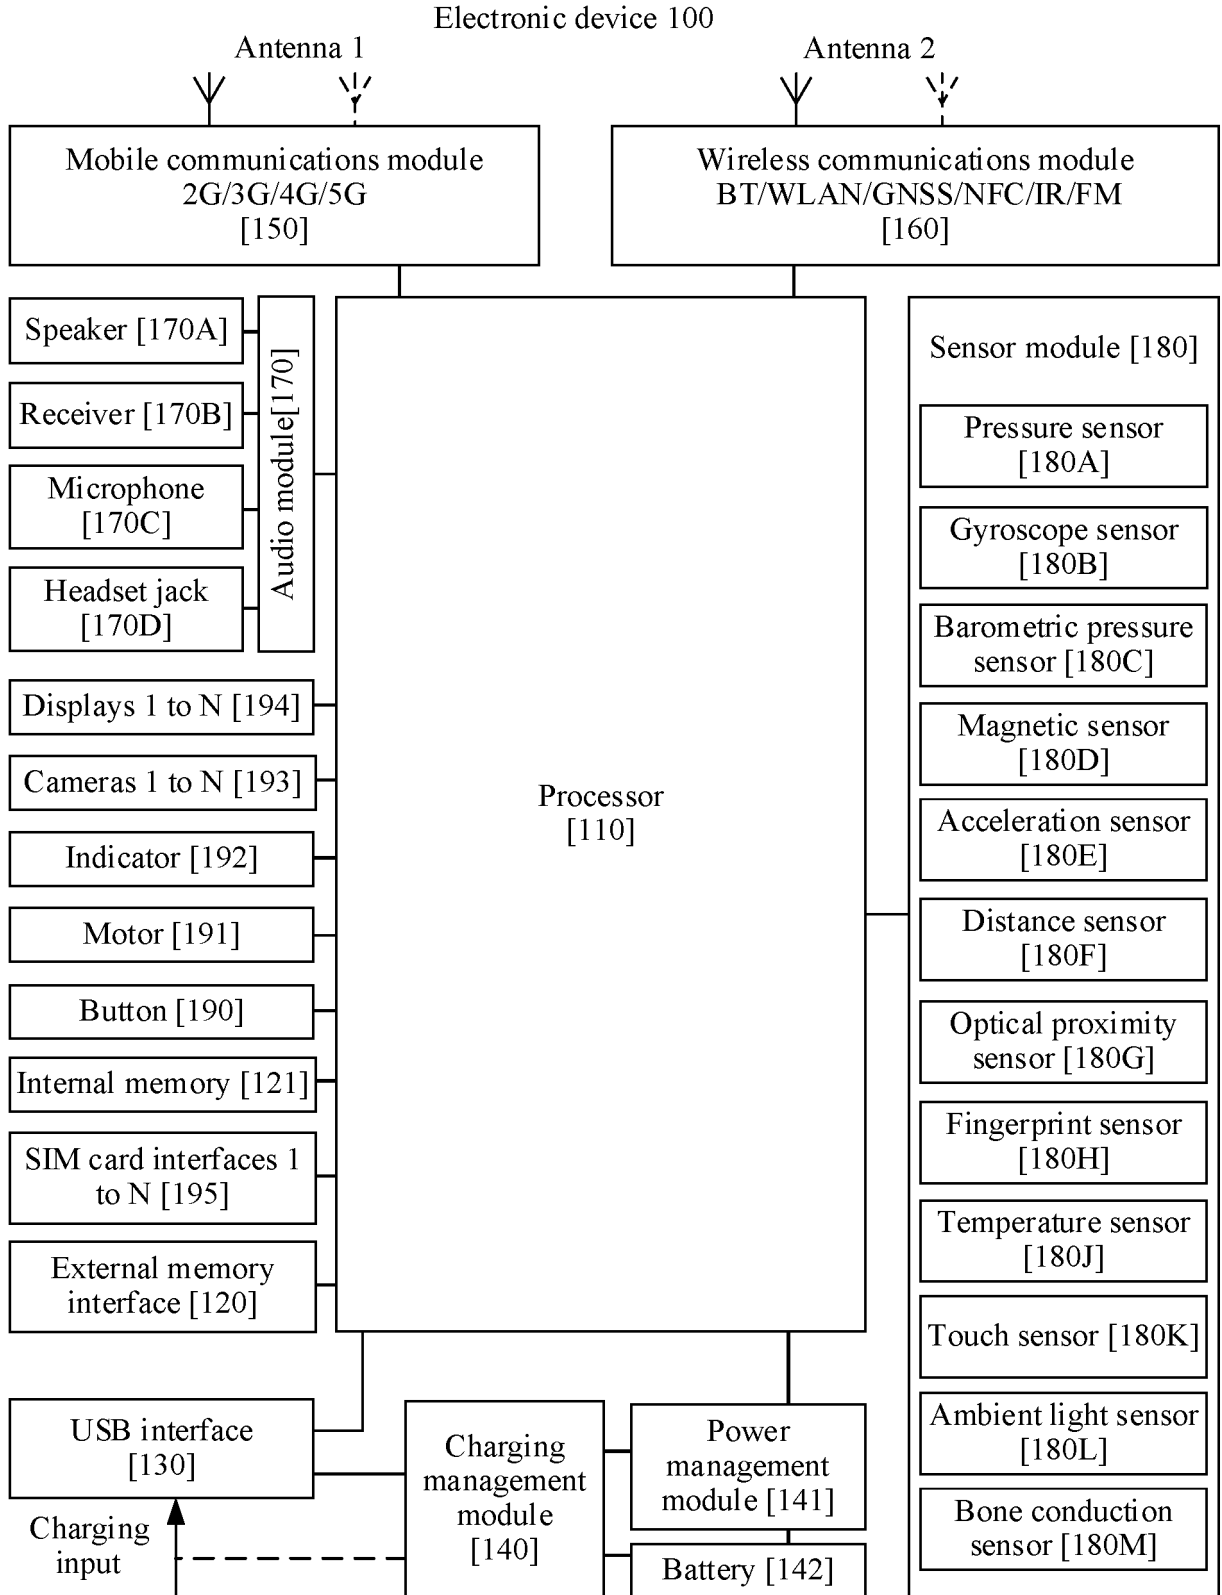 Electronic device 100
Antenna 1
Antenna 2
Mobile communications module
2G/3G/4G/5G
[150]
Wireless communications module
BT/WLAN/GNSS/NFC/IR/FM
[160]
Speaker [170A]
Receiver [170B]
Microphone
[170C]
Headset jack
[170D]
Audio module[170]
Displays 1 to N [194]
Cameras 1 to N [193]
Indicator [192]
Motor [191]
Button [190]
Internal memory [121]
SIM card interfaces 1
to N [195]
External memory
interface [120]
Processor
[110]
Sensor module [180]
Pressure sensor
[180A]
Gyroscope sensor
[180B]
Barometric pressure
sensor [180C]
Magnetic sensor
[180D]
Acceleration sensor
[180E]
Distance sensor
[180F]
Optical proximity
sensor [180G]
Fingerprint sensor
[180H]
Temperature sensor
[180J]
Touch sensor [180K]
Ambient light sensor
[180L]
Bone conduction
sensor [180M]
USB interface
[130]
Charging
input
Charging
management
module
[140]
Power
management
module [141]
Battery [142]